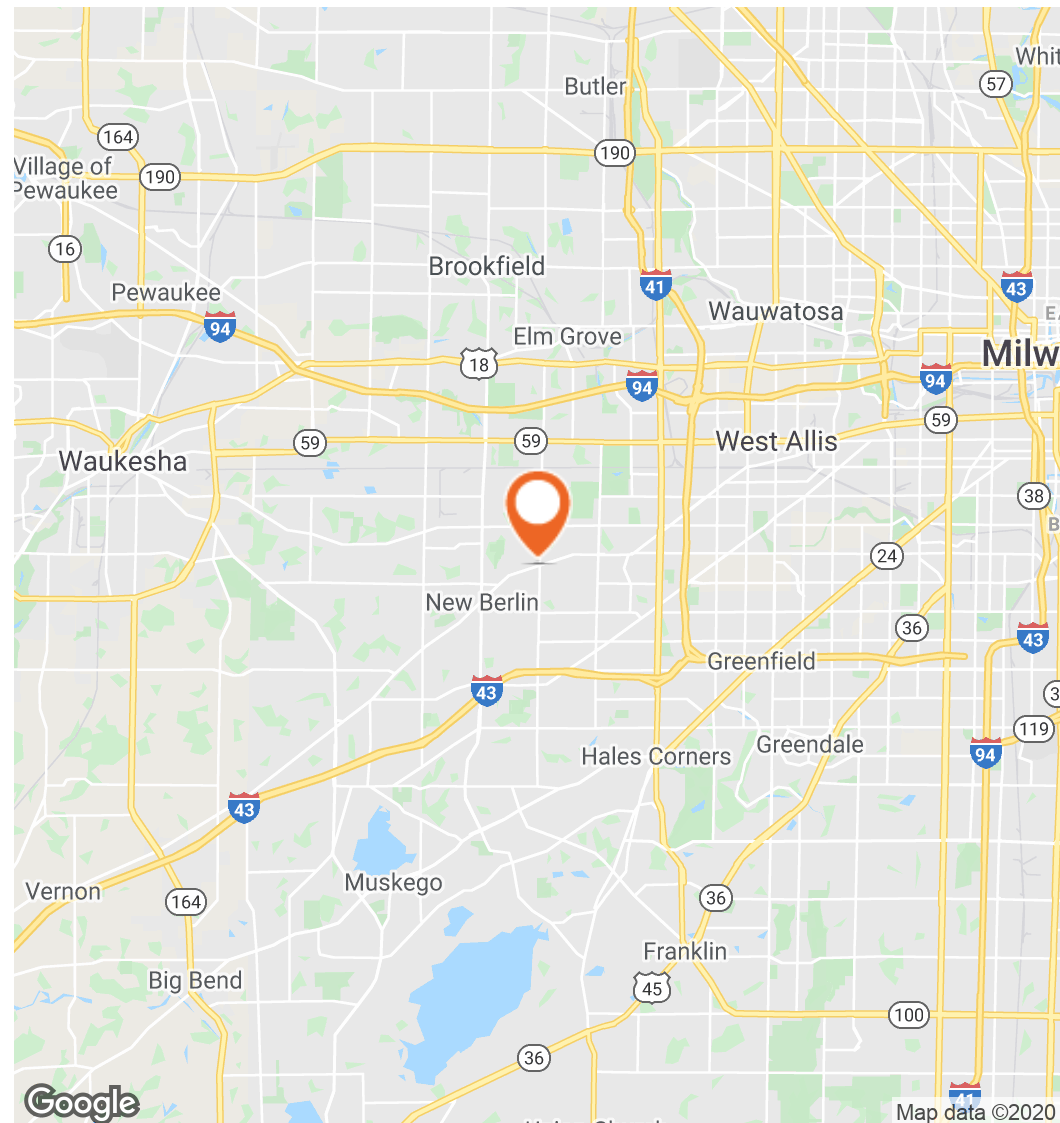 Whit
Butler
57
164
190
Village of
Pewaukee
190
16
Brookfield
41
43
Pewaukee
Wauwatosa
94
Elm Grove
Milw
18
94
94
59
59
59
West Allis
Waukesha
38
24
New Berlin
36
43
Greenfield
43
119
Hales Corners
Greendale
94
43
Muskego
Vernon
164
36
Franklin
Big Bend
45
100
36
41
Google
Map data ©2020